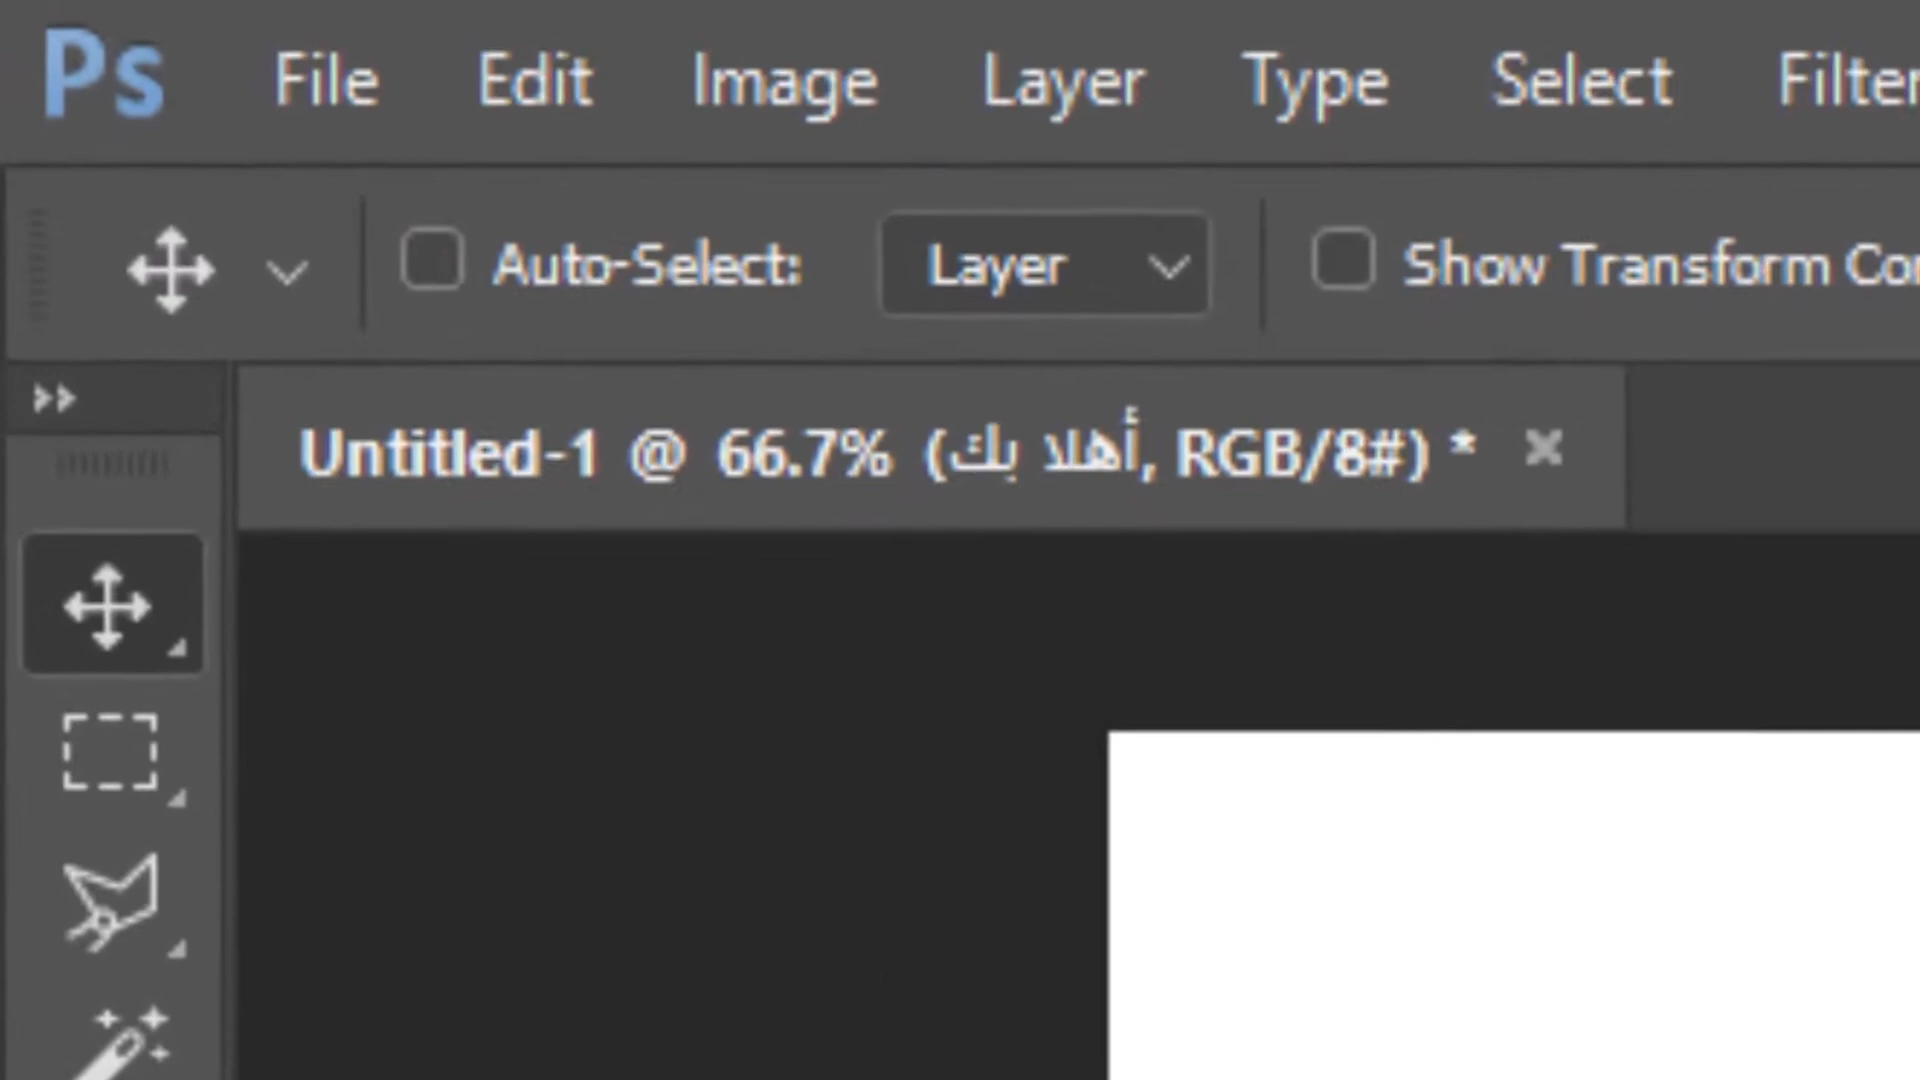 Ps File Edit Image Layer Type Select Filter
Auto-Select: Layer Show Transform Con
Untitled-1 @ 66.7% (أهلا بك, RGB/8#) *